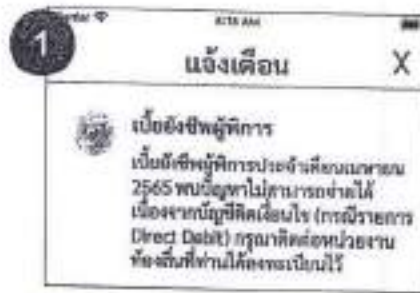 1
8:15 AM
แจ้งเตือน X
เบี้ยยังชีพผู้พิการ
เบี้ยยังชีพผู้พิการประจำเดือนเมษายน
2565 พบปัญหาไม่สามารถจ่ายได้
เนื่องจากบัญชีติดเงื่อนไข (กรณีรายการ
Direct Debit) กรุณาติดต่อหน่วยงาน
ท้องถิ่นที่ท่านได้ลงทะเบียนไว้